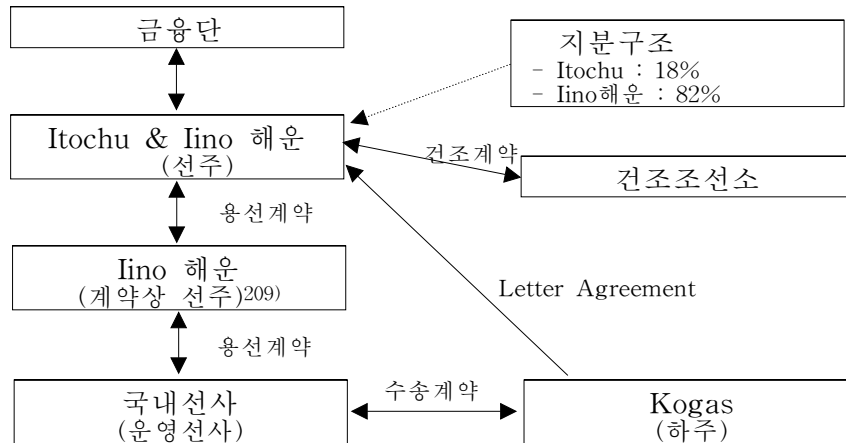 금융단
지분구조
- Itochu : 18%
- Iino해운 : 82%
Itochu & Iino 해운
(선주)
건조계약
건조조선소
용선계약
Iino 해운
(계약상 선주)209)
Letter Agreement
용선계약
국내선사
(운영선사)
수송계약
Kogas
(하주)